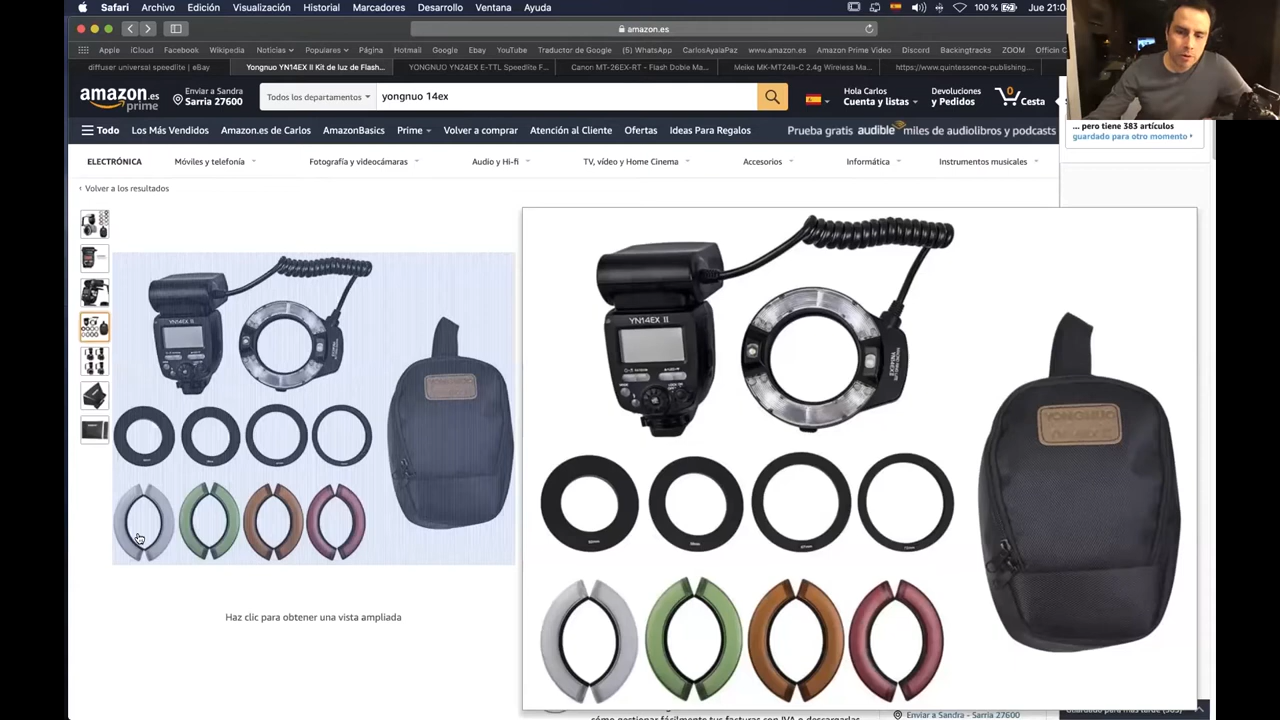 Safari Archivo Edición Visualización Historial Marcadores Desarrollo Ventana Ayuda 100 %
amazon.es
Apple iCloud Facebook Wikipedia Noticias Populares Página Hotmail Google Ebay YouTube Traductor de Google (5) WhatsApp CarlosAyalaPaz www.amazon.es Amazon Prime Video Discord Backingtracks ZOOM
diffuser universal speedlite | eBay Yongnuo YN14EX II Kit de luz de Flash... YONGNUO YN24EX E-TTL Speedlite F... Canon MT-26EX-RT - Flash Doble Ma... Meike MK-MT24II-C 2.4g Wireless Ma... https://www.quintessence-publishing....
amazon.es
prime
Enviar a Sandra
Sarria 27600
Todos los departamentos
yongnuo 14ex
Hola Carlos
Cuenta y listas
Devoluciones
y Pedidos
0
Cesta
... pero tiene 383 artículos
guardado para otro momento
Todo Los Más Vendidos Amazon.es de Carlos AmazonBasics Prime Volver a comprar Atención al Cliente Ofertas Ideas Para Regalos Prueba gratis audible miles de audiolibros y podcasts
ELECTRÓNICA Móviles y telefonía Fotografía y videocámaras Audio y Hi-fi TV, vídeo y Home Cinema Accesorios Informática Instrumentos musicales
‹ Volver a los resultados
YN14EX II
YN14EX II
YONGNUO
Haz clic para obtener una vista ampliada
Enviar a Sandra - Sarria 27600